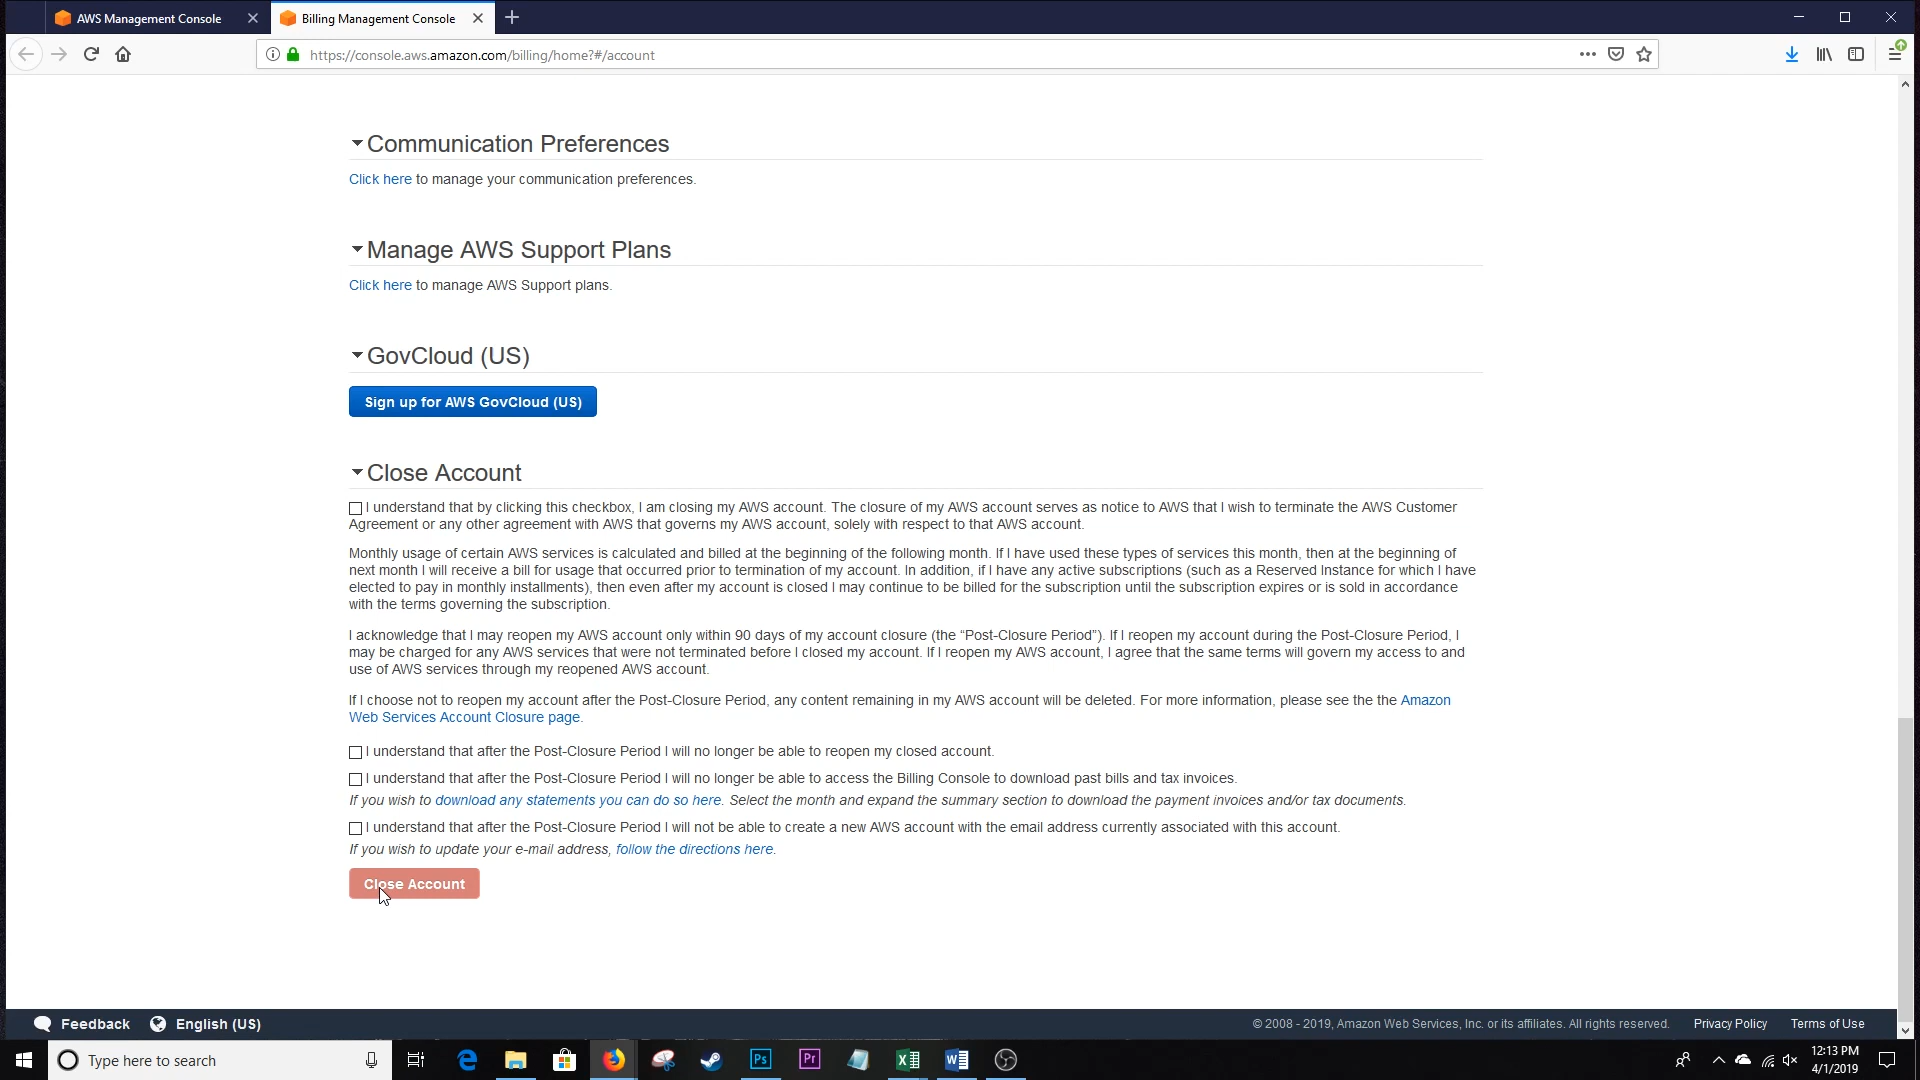 AWS Management Console
Billing Management Console
https://console.aws.amazon.com/billing/home?#/account
Communication Preferences
Click here to manage your communication preferences.
Manage AWS Support Plans
Click here to manage AWS Support plans.
GovCloud (US)
Sign up for AWS GovCloud (US)
Close Account
I understand that by clicking this checkbox, I am closing my AWS account. The closure of my AWS account serves as notice to AWS that I wish to terminate the AWS Customer
Agreement or any other agreement with AWS that governs my AWS account, solely with respect to that AWS account.
Monthly usage of certain AWS services is calculated and billed at the beginning of the following month. If I have used these types of services this month, then at the beginning of
next month I will receive a bill for usage that occurred prior to termination of my account. In addition, if I have any active subscriptions (such as a Reserved Instance for which I have
elected to pay in monthly installments), then even after my account is closed I may continue to be billed for the subscription until the subscription expires or is sold in accordance
with the terms governing the subscription.
I acknowledge that I may reopen my AWS account only within 90 days of my account closure (the “Post-Closure Period”). If I reopen my account during the Post-Closure Period, I
may be charged for any AWS services that were not terminated before I closed my account. If I reopen my AWS account, I agree that the same terms will govern my access to and
use of AWS services through my reopened AWS account.
If I choose not to reopen my account after the Post-Closure Period, any content remaining in my AWS account will be deleted. For more information, please see the the Amazon
Web Services Account Closure page.
I understand that after the Post-Closure Period I will no longer be able to reopen my closed account.
I understand that after the Post-Closure Period I will no longer be able to access the Billing Console to download past bills and tax invoices.
If you wish to download any statements you can do so here. Select the month and expand the summary section to download the payment invoices and/or tax documents.
I understand that after the Post-Closure Period I will not be able to create a new AWS account with the email address currently associated with this account.
If you wish to update your e-mail address, follow the directions here.
Close Account
Feedback English (US)
© 2008 - 2019, Amazon Web Services, Inc. or its affiliates. All rights reserved. Privacy Policy Terms of Use
Type here to search
Ps
Pr
12:13 PM
4/1/2019